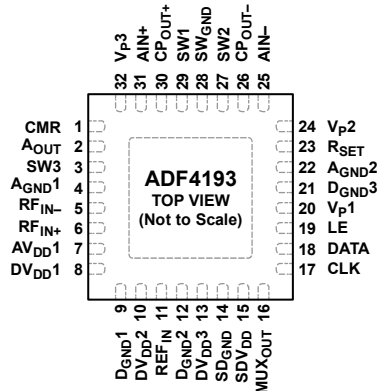 VP3
AIN+
CPOUT+
SW1
SWGND
SW2
CPOUT–
AIN–
32 31 30 29 28 27 26 25
CMR 1
AOUT 2
SW3 3
AGND1 4
RFIN– 5
RFIN+ 6
AVDD1 7
DVDD1 8
ADF4193
TOP VIEW
(Not to Scale)
24 VP2
23 RSET
22 AGND2
21 DGND3
20 VP1
19 LE
18 DATA
17 CLK
9 10 11 12 13 14 15 16
DGND1
DVDD2
REFIN
DGND2
DVDD3
SDGND
SDVDD
MUXOUT